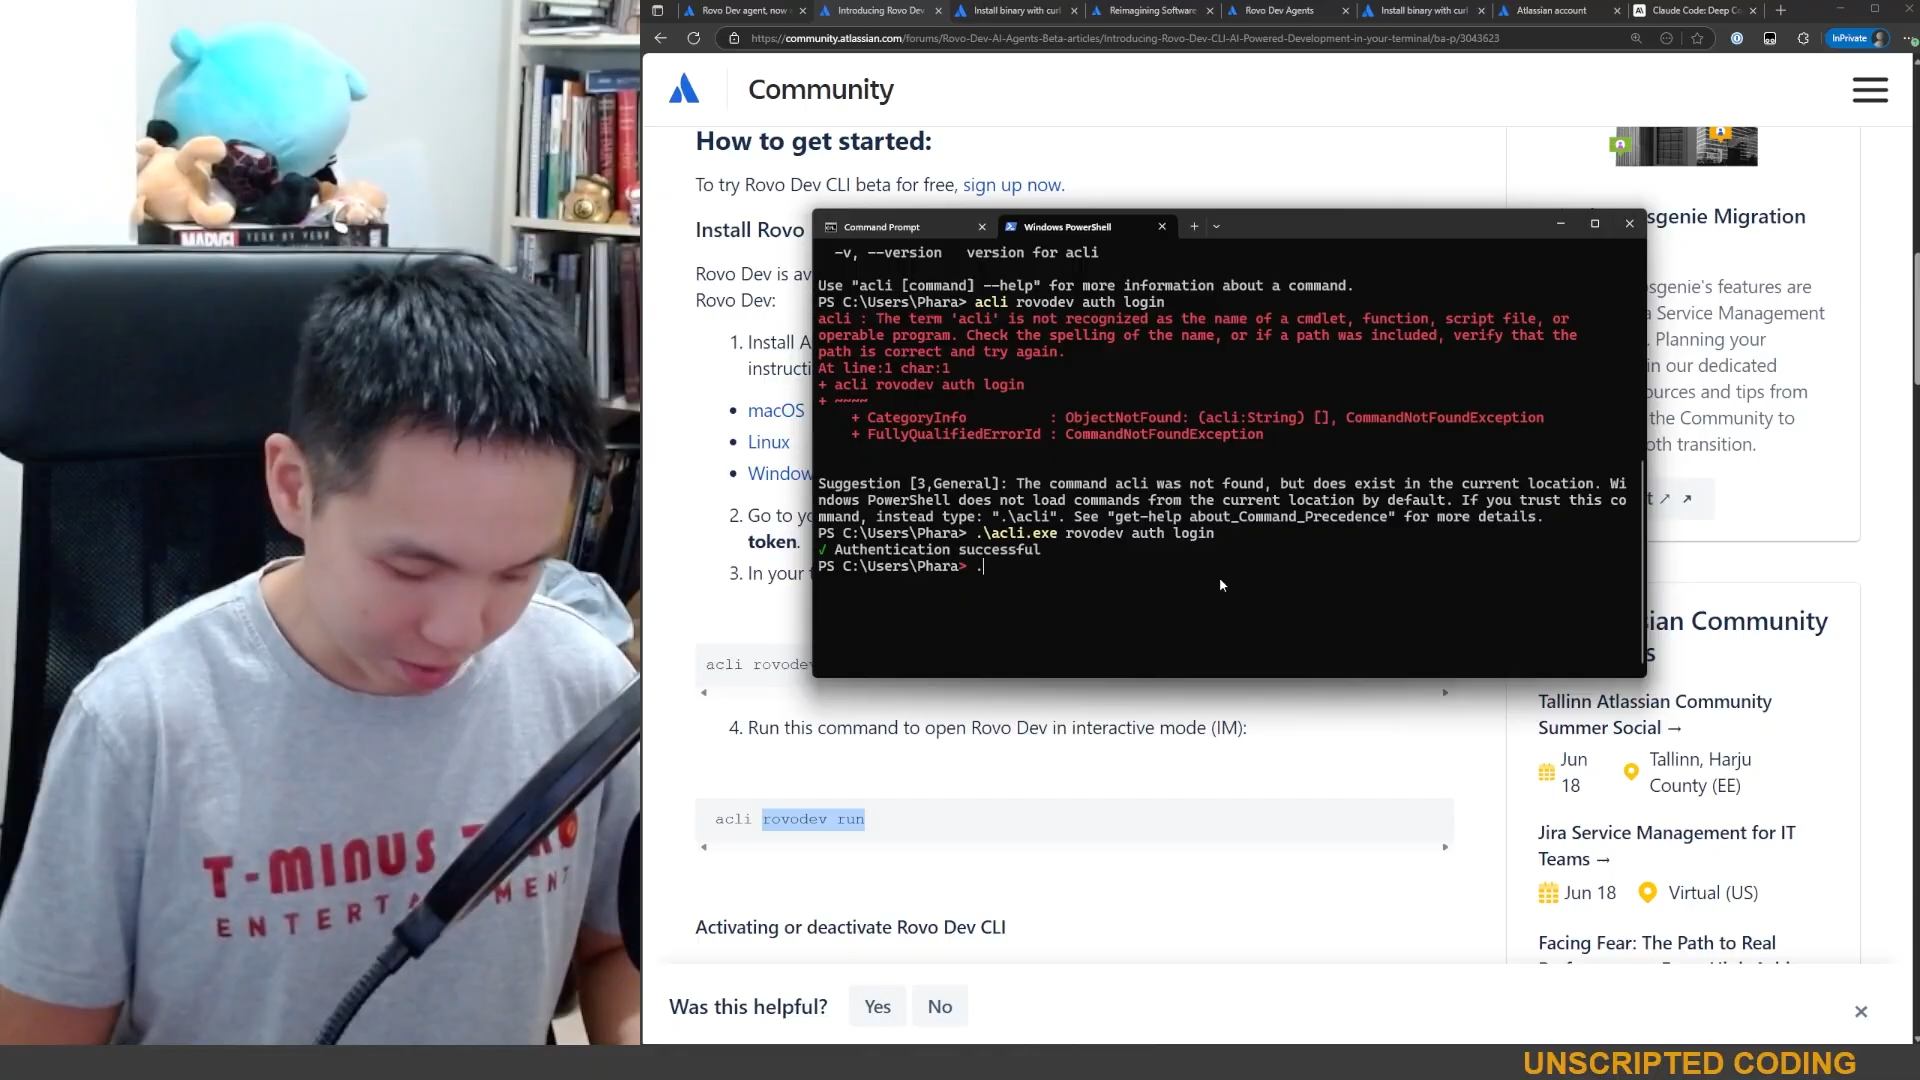 Rovo Dev agent, now
Introducing Rovo Dev
Install binary with curl
Reimagining Software
Rovo Dev Agents
Install binary with curl
Atlassian account
Claude Code: Deep Co
https://community.atlassian.com/forums/Rovo-Dev-AI-Agents-Beta-articles/Introducing-Rovo-Dev-CLI-AI-Powered-Development-in-your-terminal/ba-p/3043623
InPrivate
Community
How to get started:
To try Rovo Dev CLI beta for free, sign up now.
Install Rovo
Rovo Dev is av
Rovo Dev:
1. Install A
instructi
• macOS
• Linux
• Window
2. Go to yo
token.
3. In your t
acli rovodev
4. Run this command to open Rovo Dev in interactive mode (IM):
acli rovodev run
Activating or deactivate Rovo Dev CLI
Was this helpful?
Yes
No
Command Prompt
Windows PowerShell
-v, --version   version for acli
Use "acli [command] --help" for more information about a command.
PS C:\Users\Phara> acli rovodev auth login
acli : The term 'acli' is not recognized as the name of a cmdlet, function, script file, or
operable program. Check the spelling of the name, or if a path was included, verify that the
path is correct and try again.
At line:1 char:1
+ acli rovodev auth login
+ ~~~~
+ CategoryInfo          : ObjectNotFound: (acli:String) [], CommandNotFoundException
+ FullyQualifiedErrorId : CommandNotFoundException
Suggestion [3,General]: The command acli was not found, but does exist in the current location. Wi
ndows PowerShell does not load commands from the current location by default. If you trust this co
mmand, instead type: ".\acli". See "get-help about_Command_Precedence" for more details.
PS C:\Users\Phara> .\acli.exe rovodev auth login
√ Authentication successful
PS C:\Users\Phara> .
sgenie Migration
sgenie's features are
a Service Management
. Planning your
in our dedicated
ources and tips from
the Community to
oth transition.
sian Community
s
Tallinn Atlassian Community
Summer Social →
Jun
18
Tallinn, Harju
County (EE)
Jira Service Management for IT
Teams →
Jun 18
Virtual (US)
Facing Fear: The Path to Real
MARVEL YEAR BY YEAR
T-MINUS ZERO
ENTERTAINMENT
UNSCRIPTED CODING